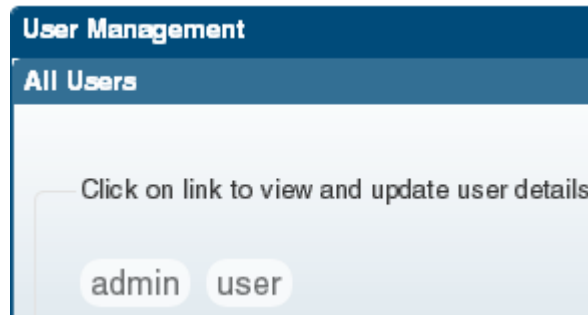 User Management
All Users
Click on link to view and update user details
admin user